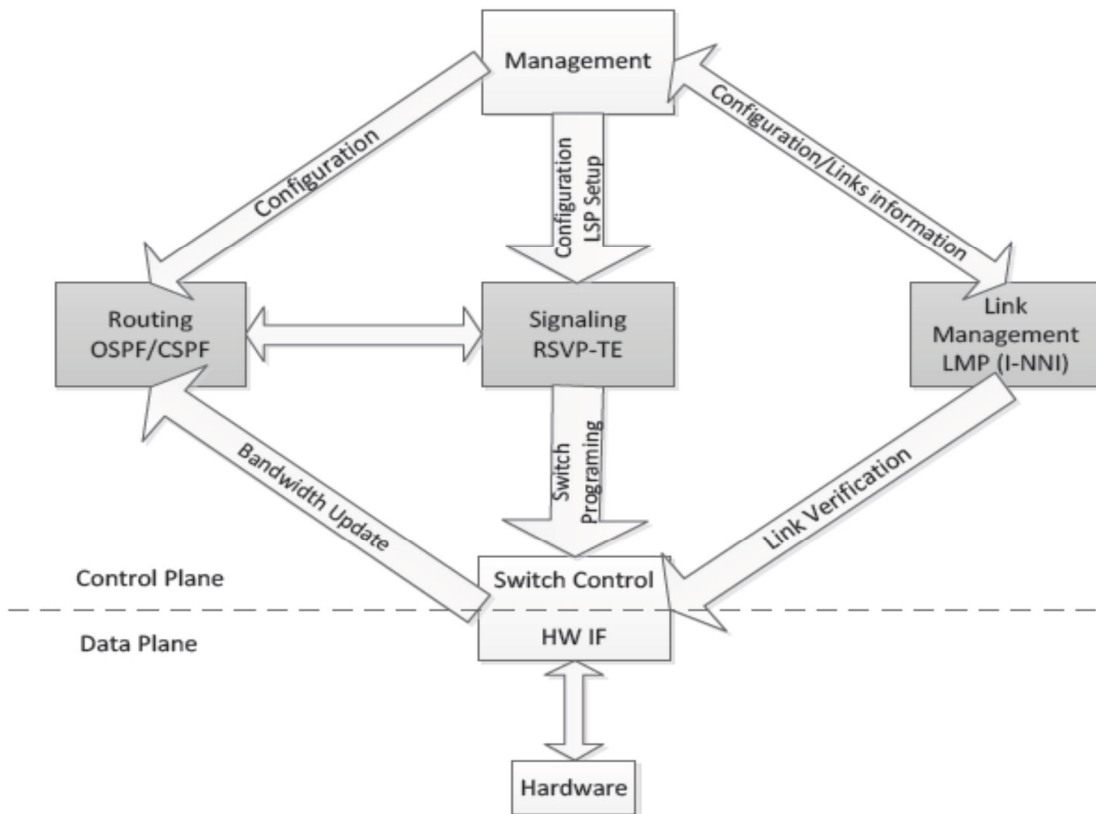 Management
Configuration
Configuration
LSP Setup
Configuration/Links information
Routing
OSPF/CSPF
Signaling
RSVP-TE
Link
Management
LMP (I-NNI)
Bandwidth Update
Switch
Programing
Link Verification
Control Plane
Switch Control
Data Plane
HW IF
Hardware